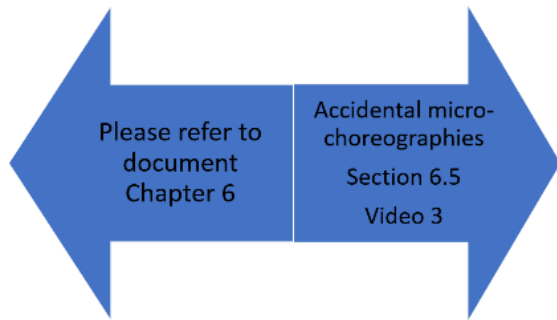 Please refer to
document
Chapter 6
Accidental micro-
choreographies
Section 6.5
Video 3